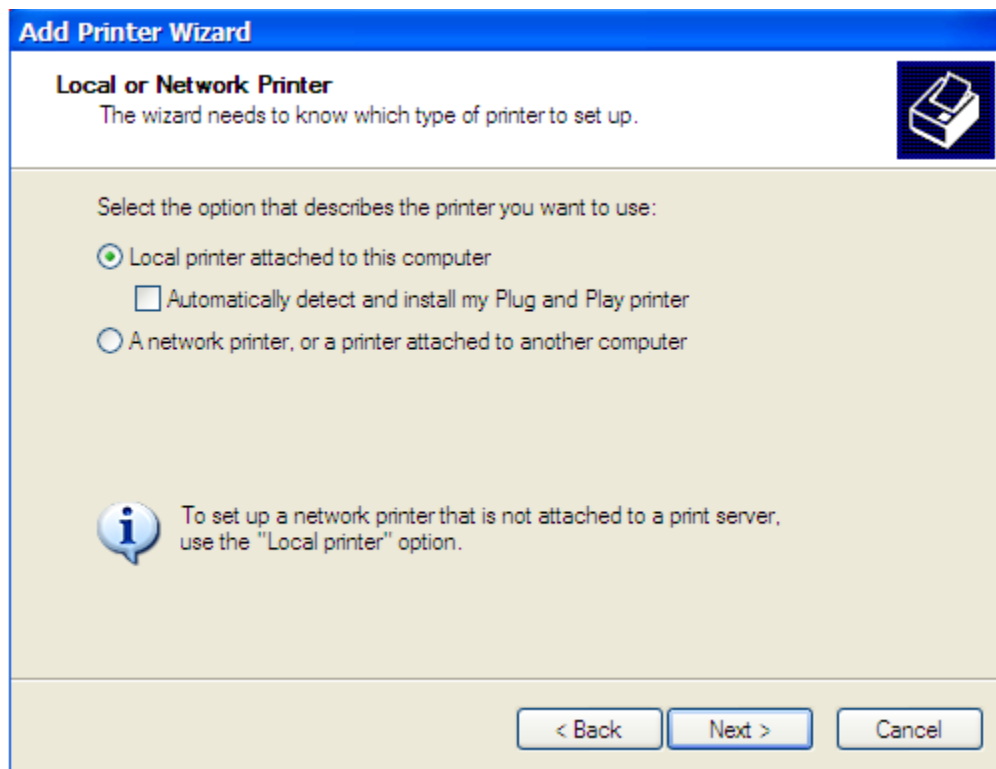 Add Printer Wizard
Local or Network Printer
The wizard needs to know which type of printer to set up.
Select the option that describes the printer you want to use:
Local printer attached to this computer
Automatically detect and install my Plug and Play printer
A network printer, or a printer attached to another computer
To set up a network printer that is not attached to a print server,
use the "Local printer" option.
< Back Next > Cancel